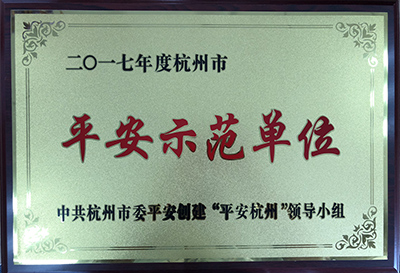 二〇一七年度杭州市
平安示范单位
中共杭州市委平安创建“平安杭州”领导小组